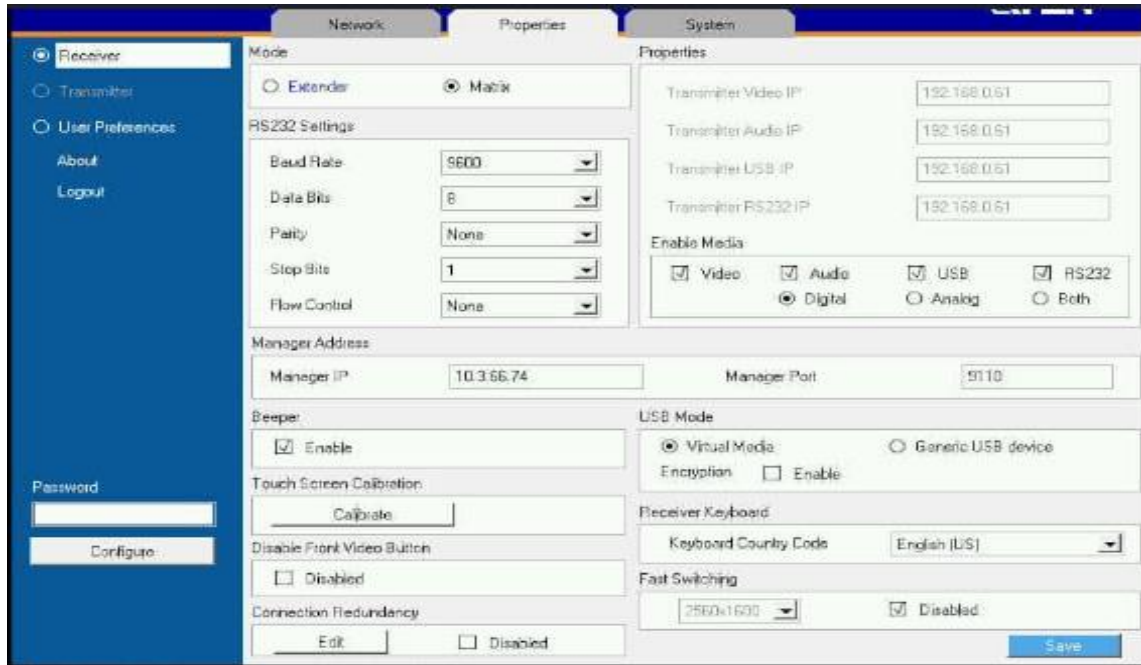 Network
Properties
System
Receiver
Transmitter
User Preferences
About
Logout
Password
Configure
Mode
Extender
Matrix
RS232 Settings
Baud Rate
9600
Data Bits
8
Parity
None
Stop Bits
1
Flow Control
None
Properties
Transmitter Video IP
192.168.0.61
Transmitter Audio IP
192.168.0.61
Transmitter USB IP
192.168.0.61
Transmitter RS232 IP
192.168.0.61
Enable Media
Video
Audio
USB
RS232
Digital
Analog
Both
Manager Address
Manager IP
10.3.66.74
Manager Port
9110
Beeper
Enable
Touch Screen Calibration
Calibrate
Disable Front Video Button
Disabled
Connection Redundancy
Edit
Disabled
USB Mode
Virtual Media
Generic USB device
Encryption
Enable
Receiver Keyboard
Keyboard Country Code
English (US)
Fast Switching
2560x1600
Disabled
Save